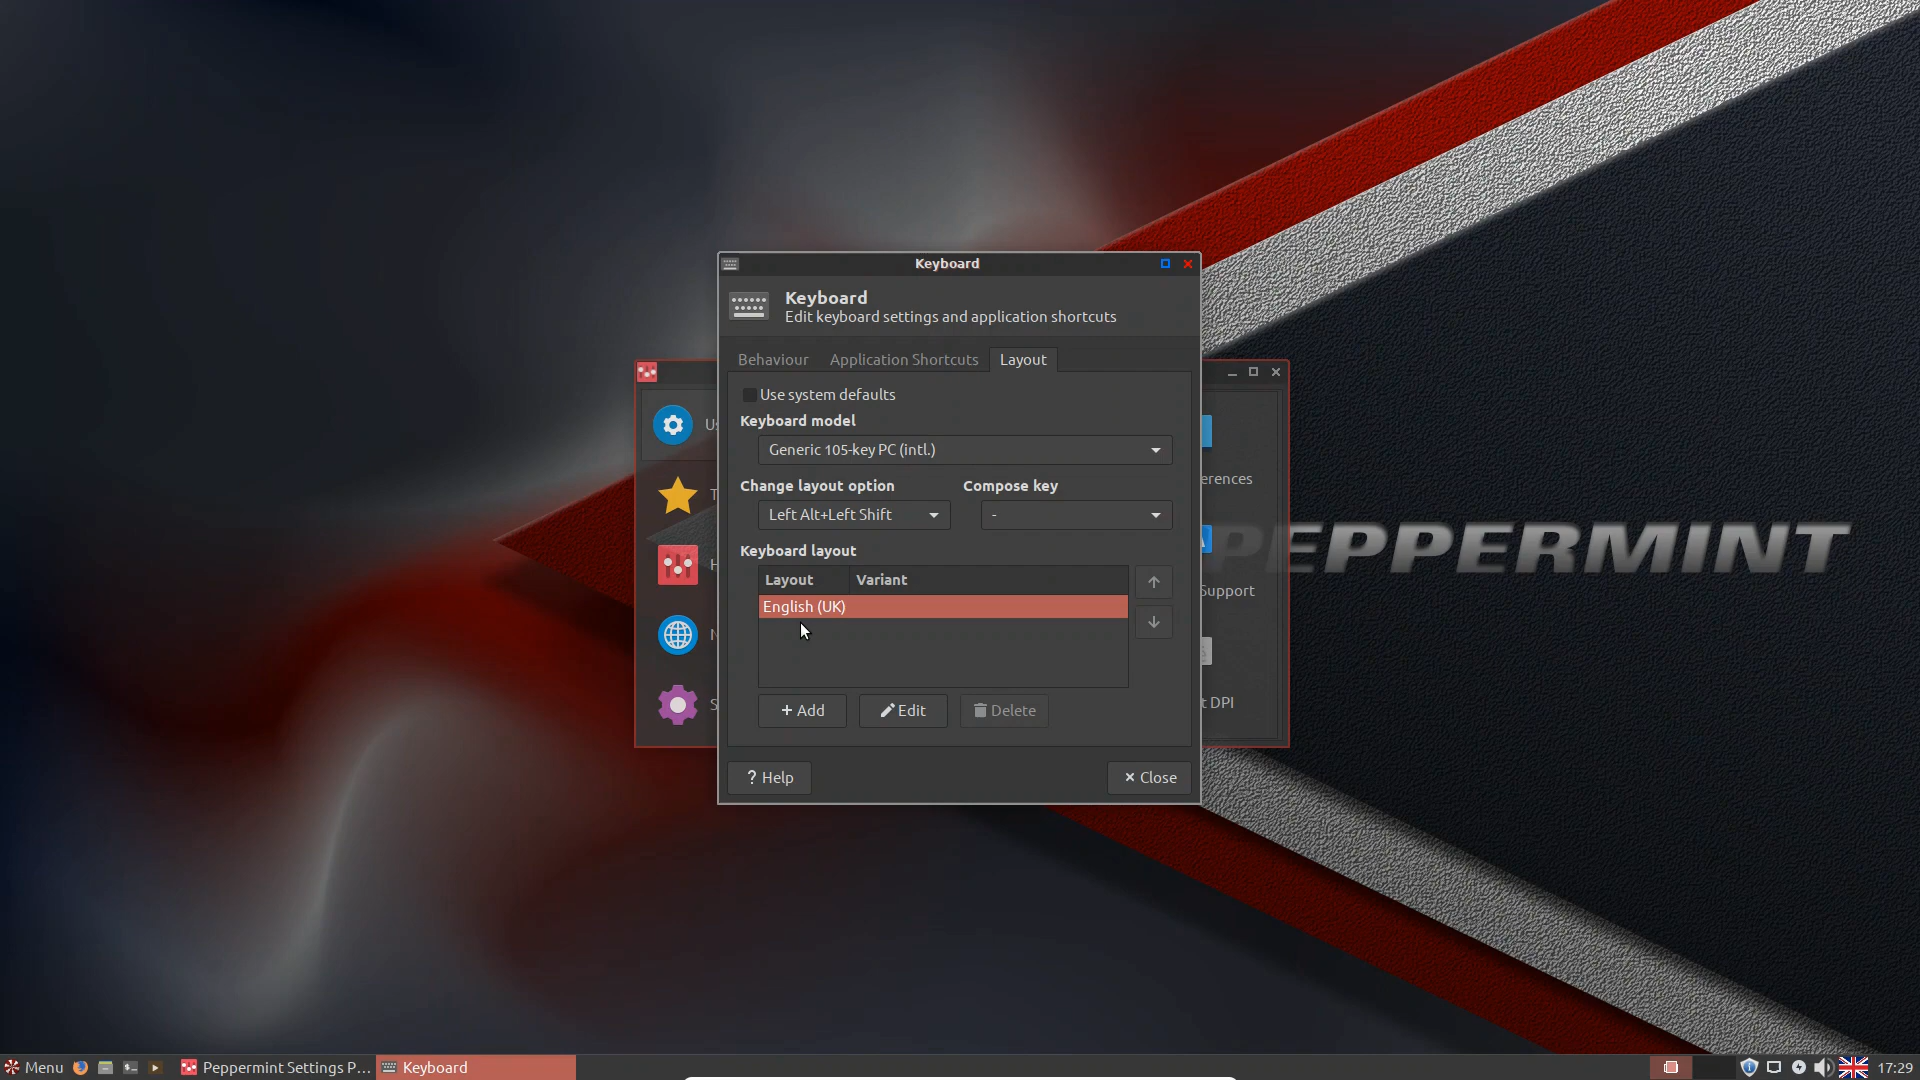 Keyboard
Keyboard
Edit keyboard settings and application shortcuts
Behaviour Application Shortcuts Layout
Use system defaults
Keyboard model
Generic 105-key PC (intl.)
Change layout option Compose key
Left Alt+Left Shift -
Keyboard layout
Layout Variant
English (UK)
+ Add Edit Delete
? Help × Close
erences
Support
t DPI
PEPPERMINT
Menu Peppermint Settings P... Keyboard 17:29